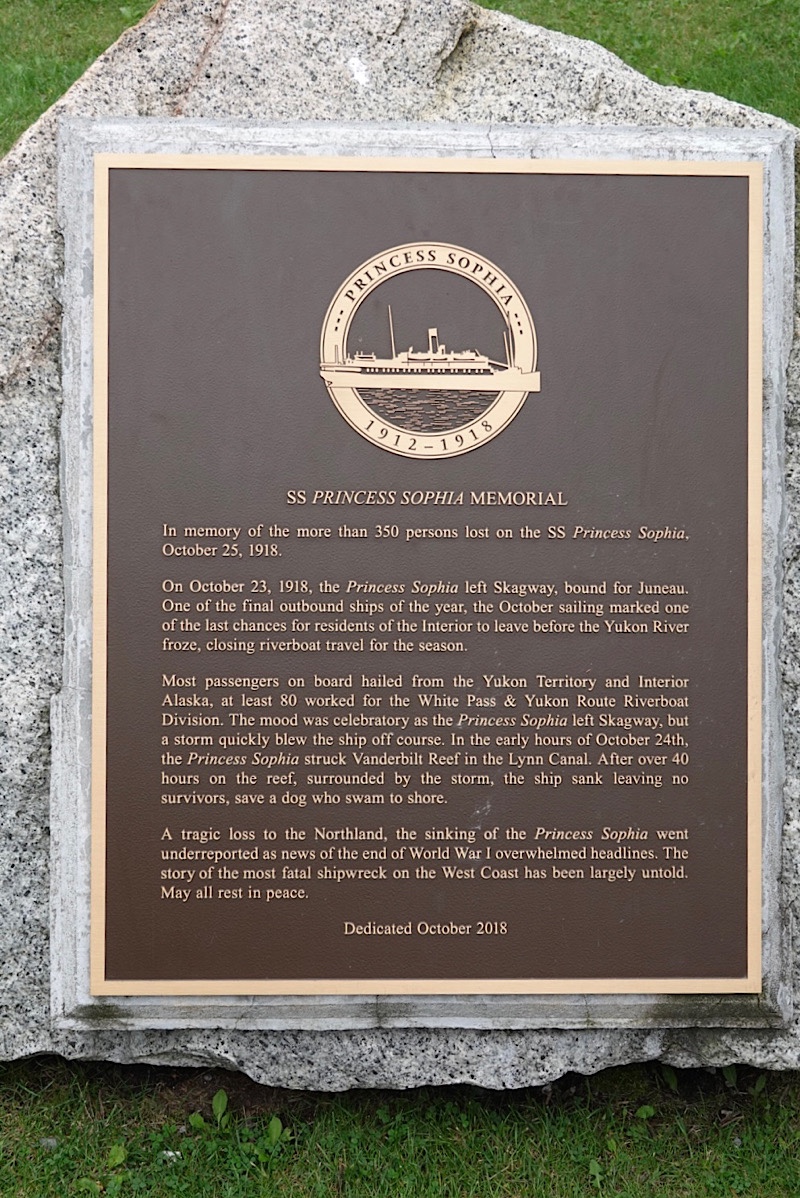 PRINCESS SOPHIA
1912–1918
SS PRINCESS SOPHIA MEMORIAL
In memory of the more than 350 persons lost on the SS Princess Sophia,
October 25, 1918.
On October 23, 1918, the Princess Sophia left Skagway, bound for Juneau.
One of the final outbound ships of the year, the October sailing marked one
of the last chances for residents of the Interior to leave before the Yukon River
froze, closing riverboat travel for the season.
Most passengers on board hailed from the Yukon Territory and Interior
Alaska, at least 80 worked for the White Pass & Yukon Route Riverboat
Division. The mood was celebratory as the Princess Sophia left Skagway, but
a storm quickly blew the ship off course. In the early hours of October 24th,
the Princess Sophia struck Vanderbilt Reef in the Lynn Canal. After over 40
hours on the reef, surrounded by the storm, the ship sank leaving no
survivors, save a dog who swam to shore.
A tragic loss to the Northland, the sinking of the Princess Sophia went
underreported as news of the end of World War I overwhelmed headlines. The
story of the most fatal shipwreck on the West Coast has been largely untold.
May all rest in peace.
Dedicated October 2018